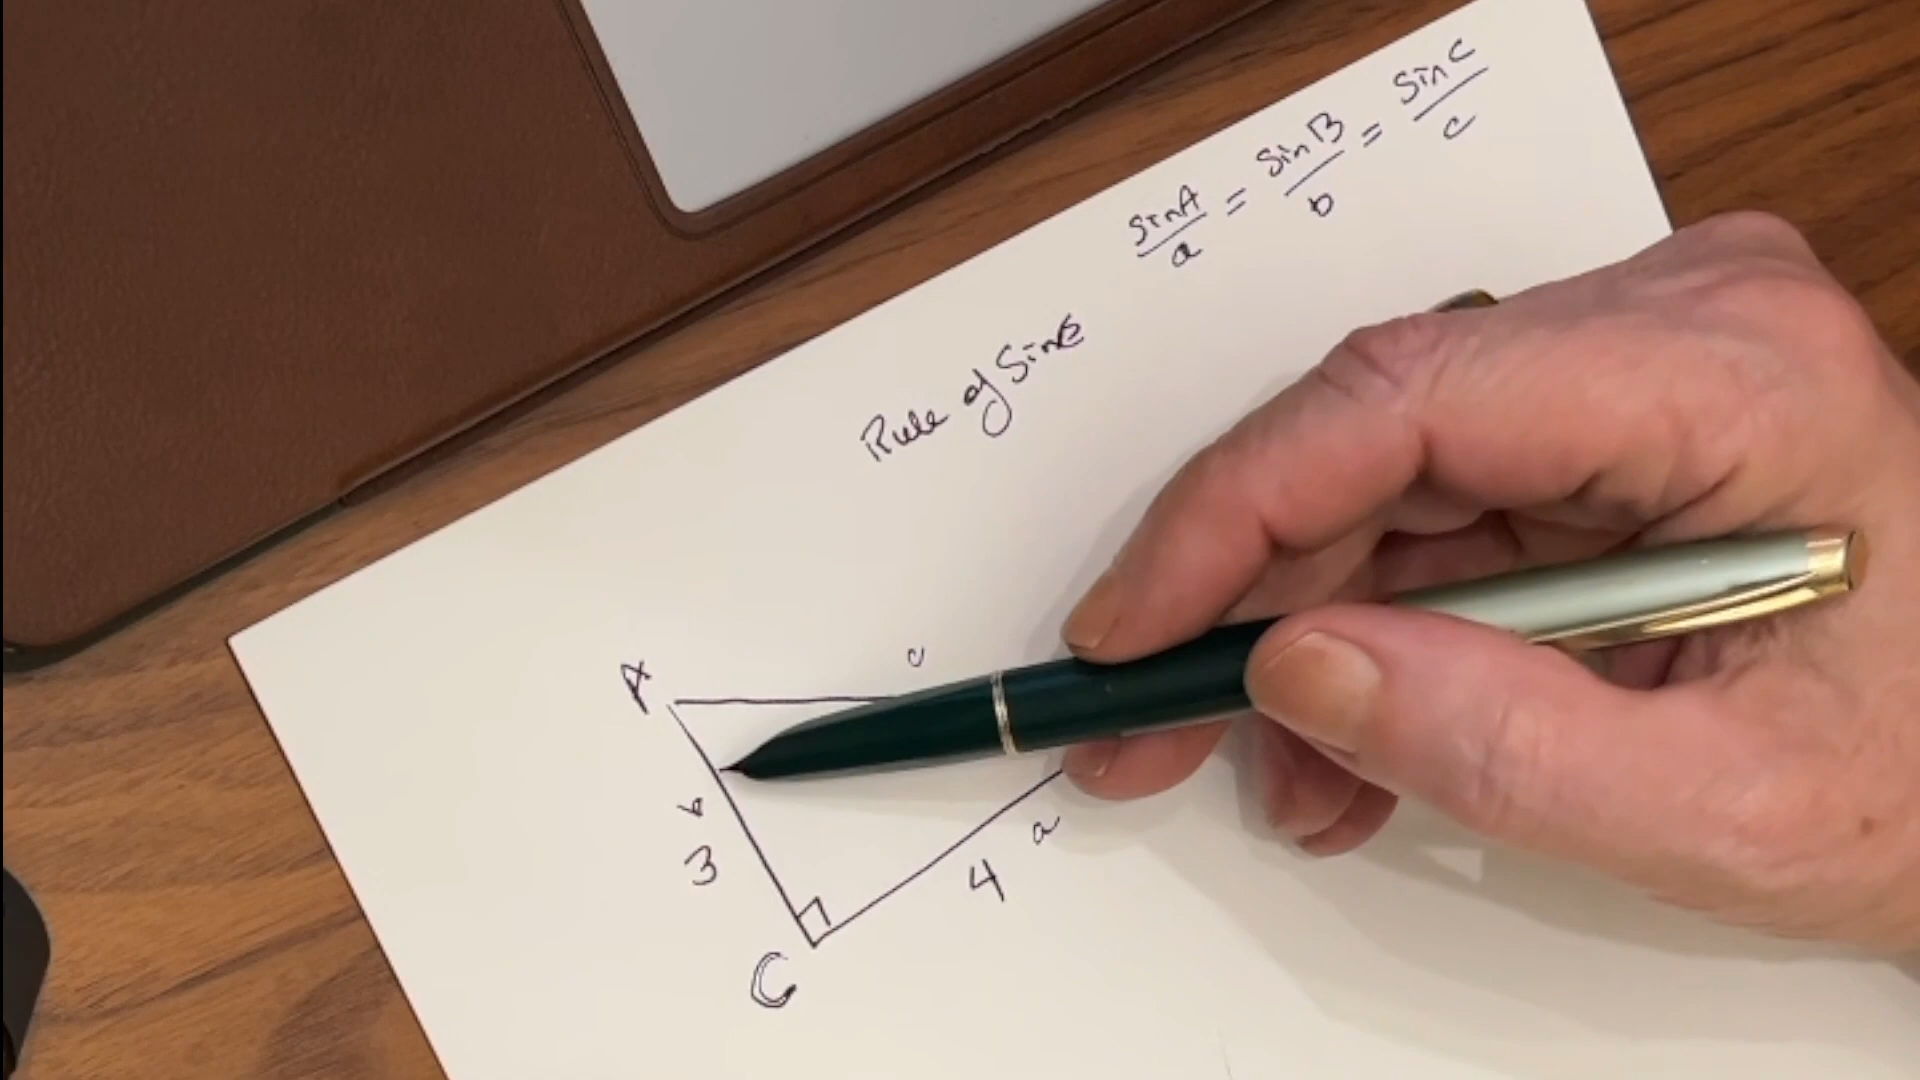 sinA/a = sinB/b = sinC/c
Rule of Sine
A
c
b
3
a
4
C